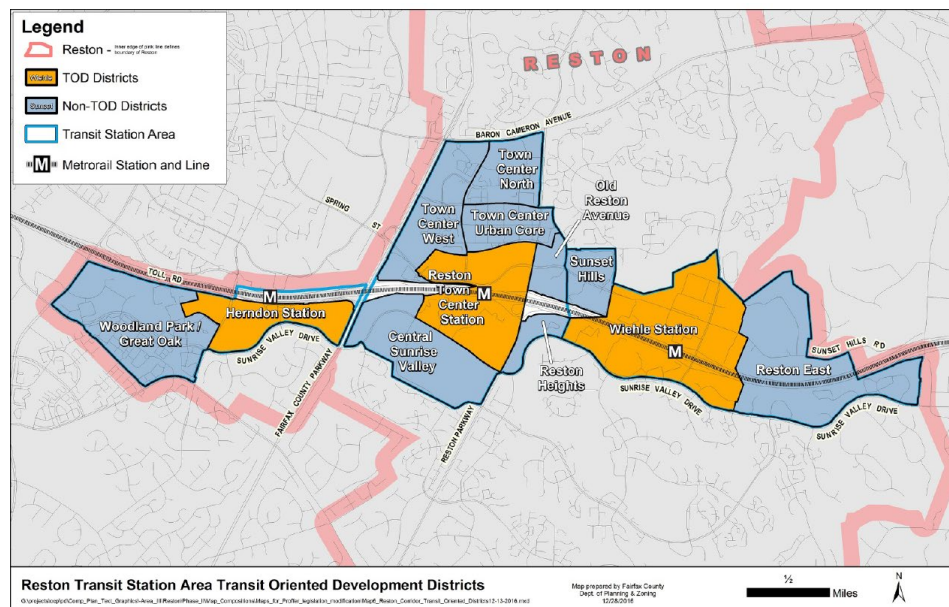 Legend
Reston - Inner edge of pink line defines
boundary of Reston
Wiehle TOD Districts
Sunset Non-TOD Districts
Transit Station Area
M Metrorail Station and Line
RESTON
BARON CAMERON AVENUE
Town
Center
North
Old
Reston
Avenue
SPRING
ST
Town
Center
West
Town Center
Urban Core
Sunset
Hills
TOLL RD
M
Reston
Town
Center
Station
M
Herndon Station
Woodland Park /
Great Oak
SUNRISE VALLEY DRIVE
FAIRFAX COUNTY PARKWAY
Central
Sunrise
Valley
Reston
Heights
Wiehle Station
M
SUNSET HILLS RD
Reston East
SUNRISE VALLEY DRIVE
SUNRISE VALLEY DRIVE
RESTON PARKWAY
Reston Transit Station Area Transit Oriented Development Districts
Map prepared by Fairfax County
Dept. of Planning & Zoning
12/28/2016
½
Miles
N